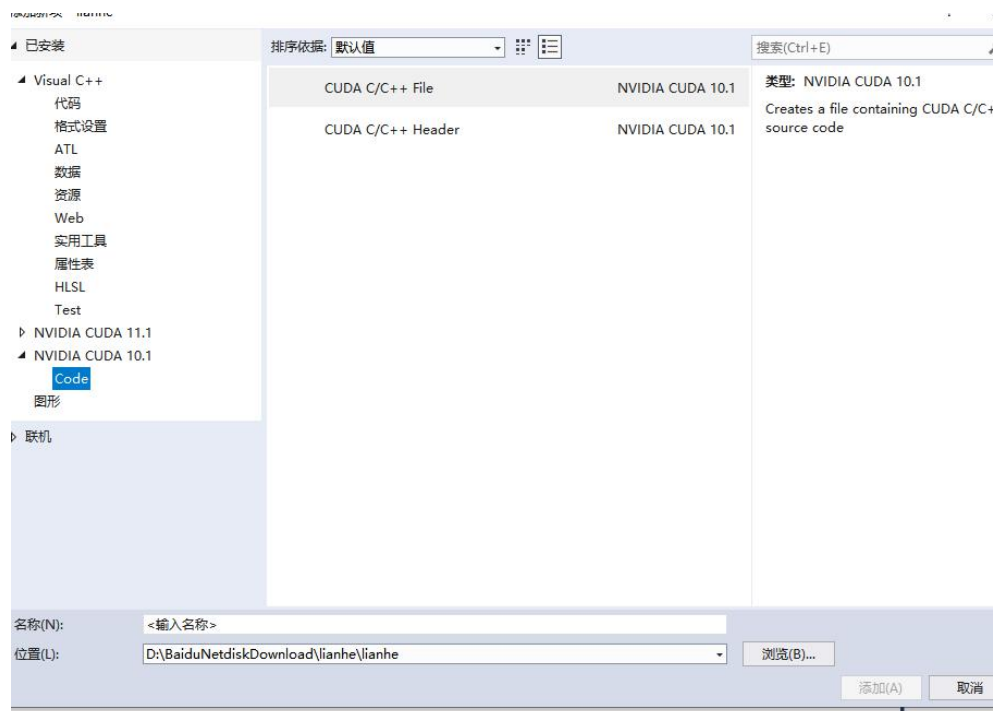 已安装
排序依据: 默认值
搜索(Ctrl+E)
Visual C++
代码
格式设置
ATL
数据
资源
Web
实用工具
属性表
HLSL
Test
NVIDIA CUDA 11.1
NVIDIA CUDA 10.1
Code
图形
联机
CUDA C/C++ File NVIDIA CUDA 10.1
CUDA C/C++ Header NVIDIA CUDA 10.1
类型: NVIDIA CUDA 10.1
Creates a file containing CUDA C/C+
source code
名称(N): <输入名称>
位置(L): D:\BaiduNetdiskDownload\lianhe\lianhe 浏览(B)...
添加(A) 取消